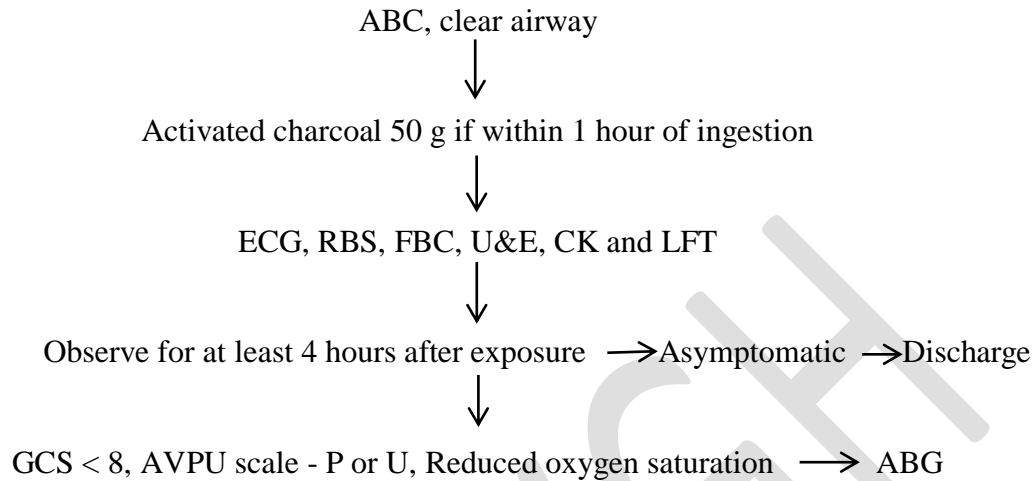 ABC, clear airway
Activated charcoal 50 g if within 1 hour of ingestion
ECG, RBS, FBC, U&E, CK and LFT
Observe for at least 4 hours after exposure → Asymptomatic → Discharge
GCS < 8, AVPU scale - P or U, Reduced oxygen saturation → ABG